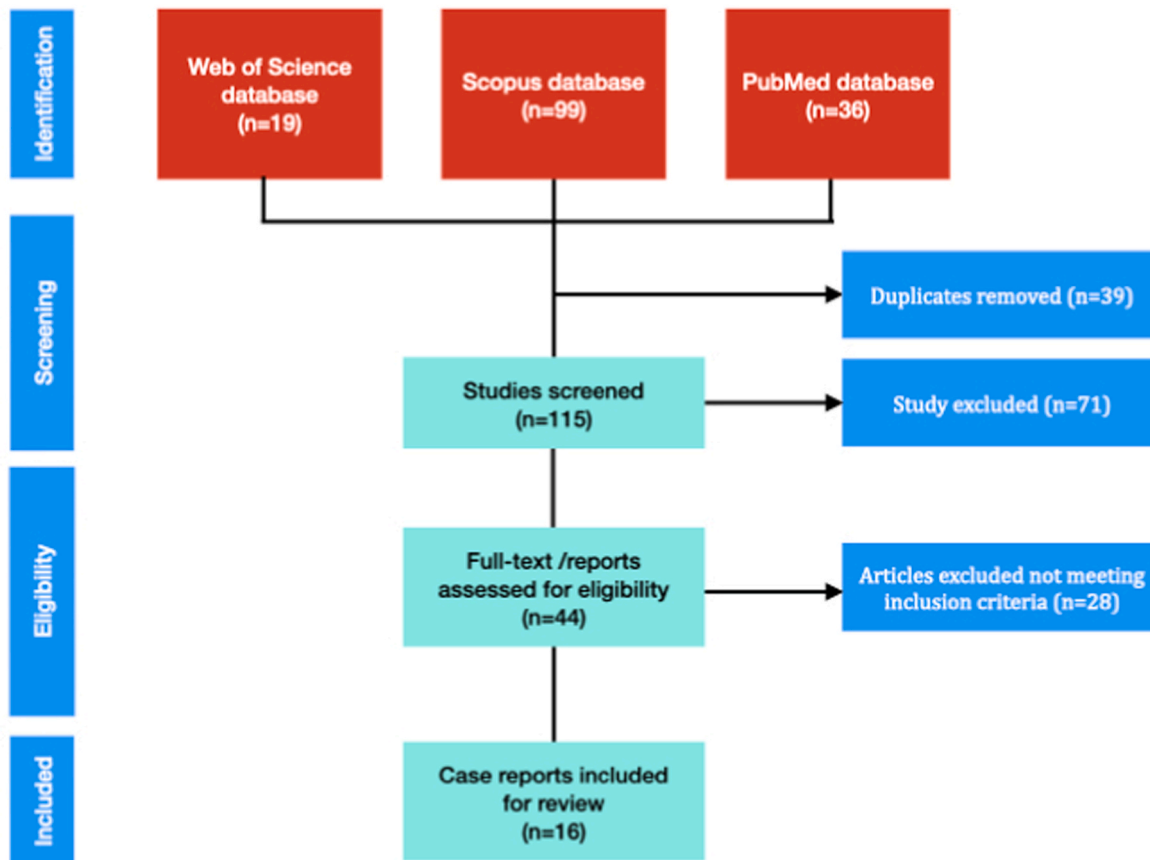 Identification
Web of Science
database
(n=19)
Scopus database
(n=99)
PubMed database
(n=36)
Screening
Duplicates removed (n=39)
Studies screened
(n=115)
Study excluded (n=71)
Eligibility
Full-text /reports
assessed for eligibility
(n=44)
Articles excluded not meeting
inclusion criteria (n=28)
Included
Case reports included
for review
(n=16)